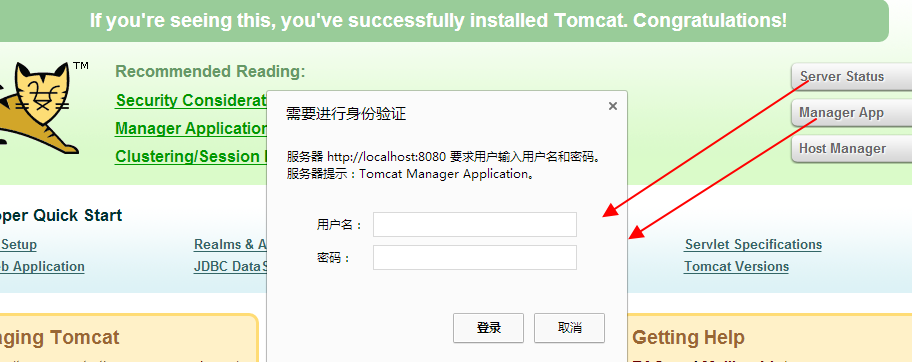 If you're seeing this, you've successfully installed Tomcat. Congratulations!
TM
Recommended Reading:
Security Considerat
Manager Application
Clustering/Session
Server Status
Manager App
Host Manager
需要进行身份验证
服务器 http://localhost:8080 要求用户输入用户名和密码。
服务器提示：Tomcat Manager Application。
用户名：
密码：
登录
取消
oper Quick Start
Setup
b Application
Realms & A
JDBC DataS
Servlet Specifications
Tomcat Versions
aging Tomcat
Getting Help